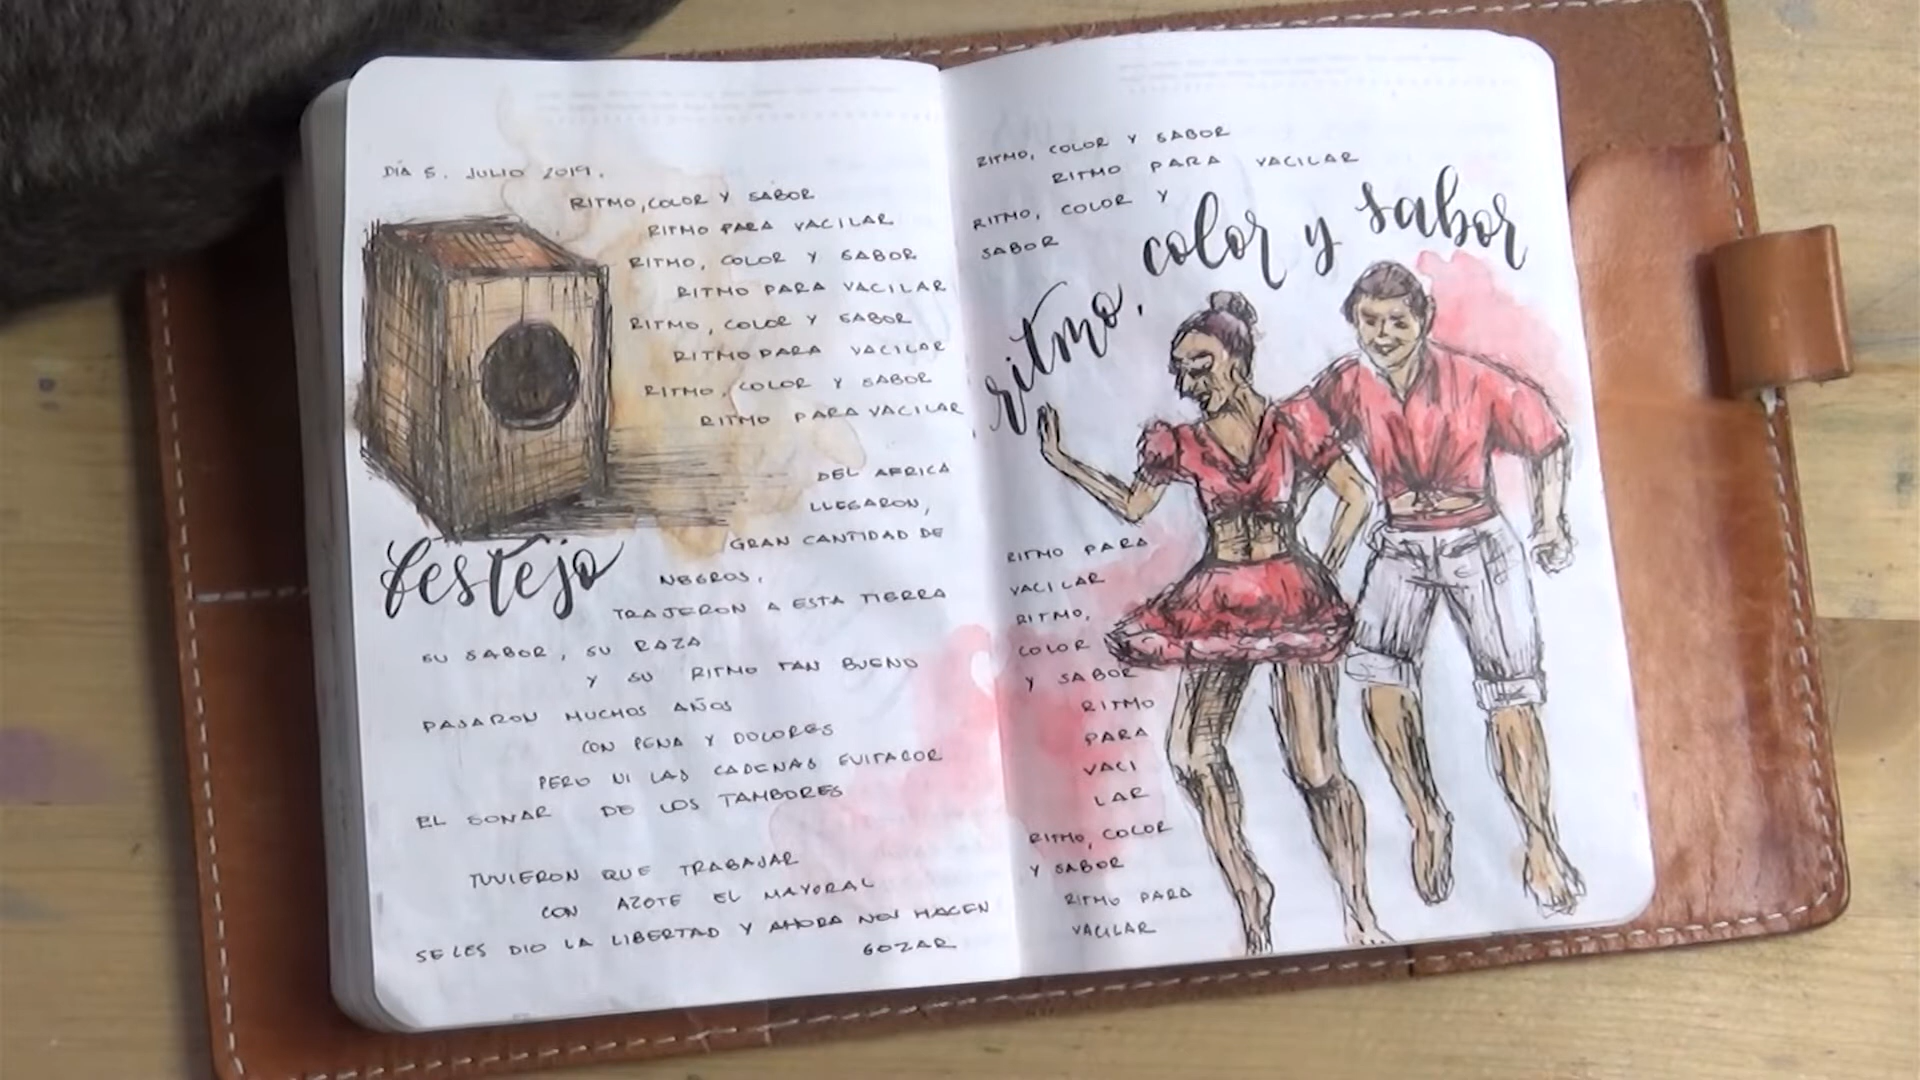 DÍA 5. JULIO 2019.
RITMO, COLOR Y SABOR
RITMO PARA VACILAR
RITMO, COLOR Y SABOR
RITMO PARA VACILAR
RITMO, COLOR Y SABOR
RITMO PARA VACILAR
RITMO, COLOR Y SABOR
RITMO PARA VACILAR
DEL AFRICA
LLEGARON,
GRAN CANTIDAD DE
festejo
NEGROS,
TRAJERON A ESTA TIERRA
SU SABOR, SU RAZA
Y SU RITMO TAN BUENO
PASARON MUCHOS AÑOS
CON PENA Y DOLORES
PERO NI LAS CADENAS EVITAROR
EL SONAR DE LOS TAMBORES
TUVIERON QUE TRABAJAR
CON AZOTE EL MAYORAL
SE LES DIO LA LIBERTAD Y AHORA NOS HACEN
GOZAR
RITMO, COLOR Y SABOR
RITMO PARA VACILAR
RITMO, COLOR Y
SABOR
ritmo, color y sabor
RITMO PARA
VACILAR
RITMO,
COLOR
Y SABOR
RITMO
PARA
VACI
LAR
RITMO, COLOR
Y SABOR
RITMO PARA
VACILAR